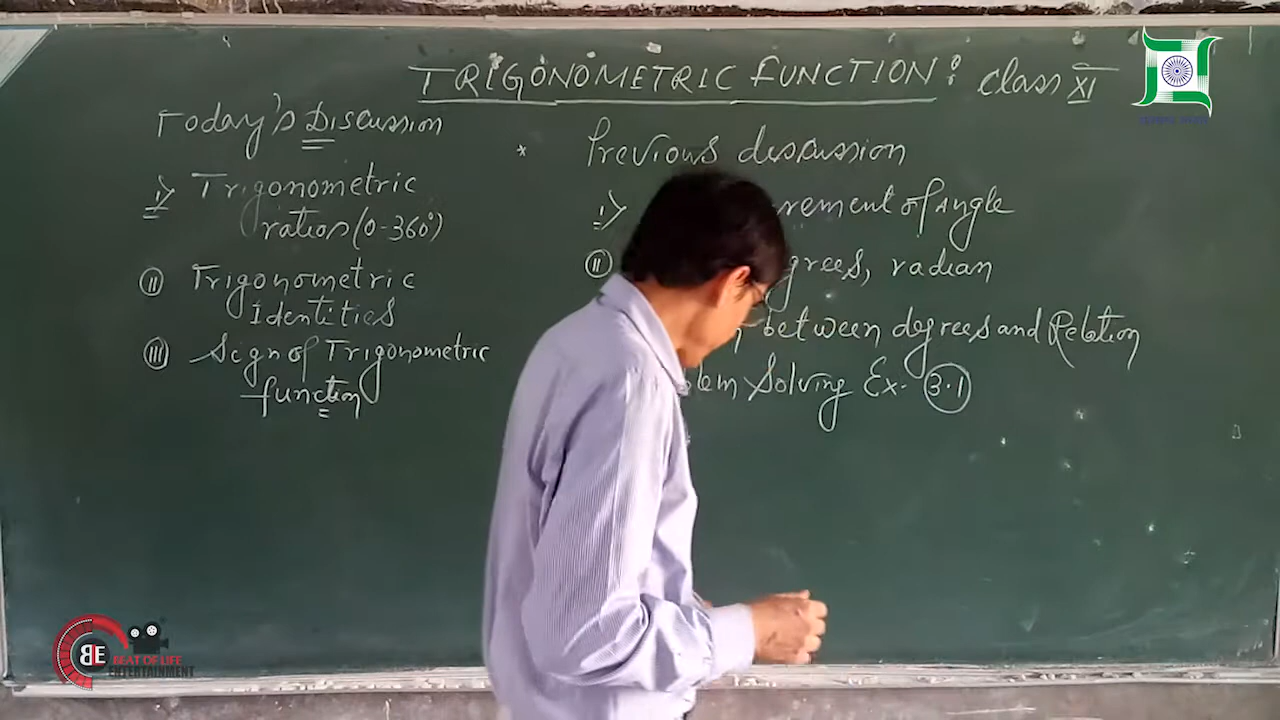 TRIGONOMETRIC FUNCTION: Class XI
Today's Discussion
i> Trigonometric
ratios (0-360°)
(ii) Trigonometric
Identities
(iii) Sign of Trigonometric
function
* Previous discussion
i> rement of Angle
(ii) grees, radian
between degrees and Relation
blem Solving Ex. 3.1
BE
BEAT OF LIFE
ENTERTAINMENT